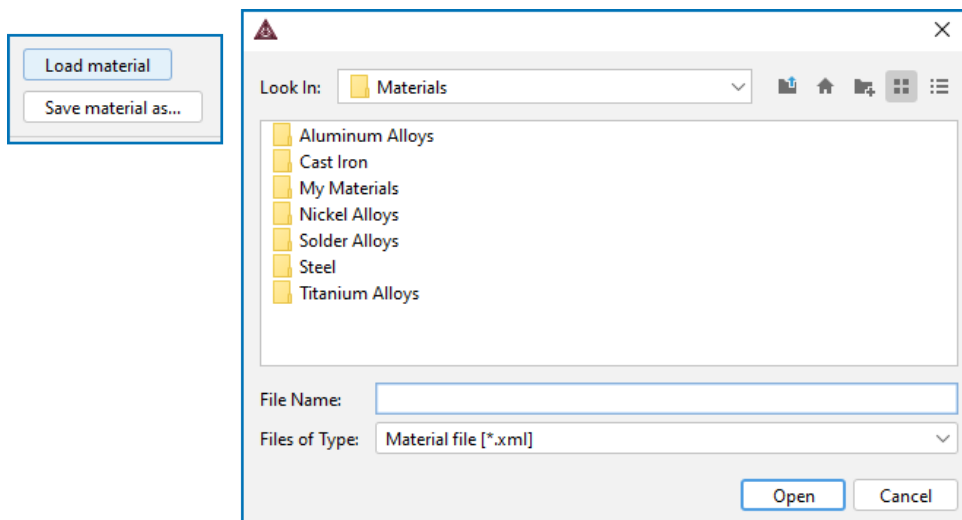 Load material
Save material as...
Look In: Materials
Aluminum Alloys
Cast Iron
My Materials
Nickel Alloys
Solder Alloys
Steel
Titanium Alloys
File Name:
Files of Type: Material file [*.xml]
Open Cancel